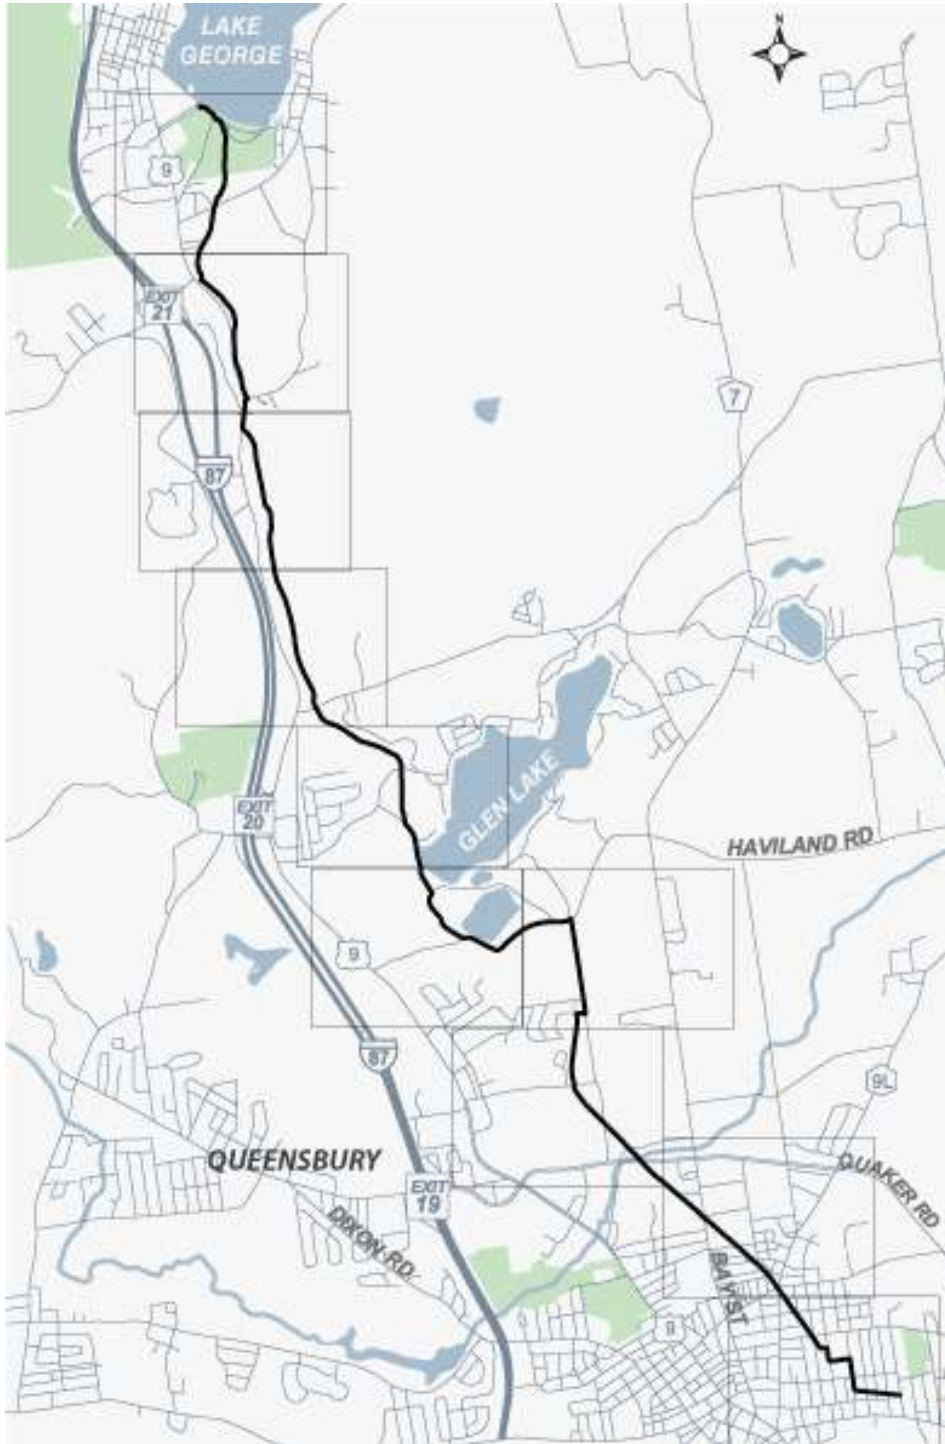 LAKE
GEORGE
N
9
EXIT
21
7
87
GLEN LAKE
EXIT
20
HAVILAND RD
9
87
9L
QUEENSBURY
QUAKER RD
EXIT
19
DIXON RD.
BAY ST
9